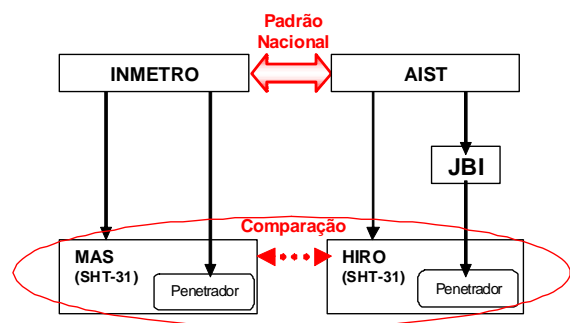 Padrão
Nacional
INMETRO
AIST
JBI
Comparação
MAS
(SHT-31)
Penetrador
HIRO
(SHT-31)
Penetrador